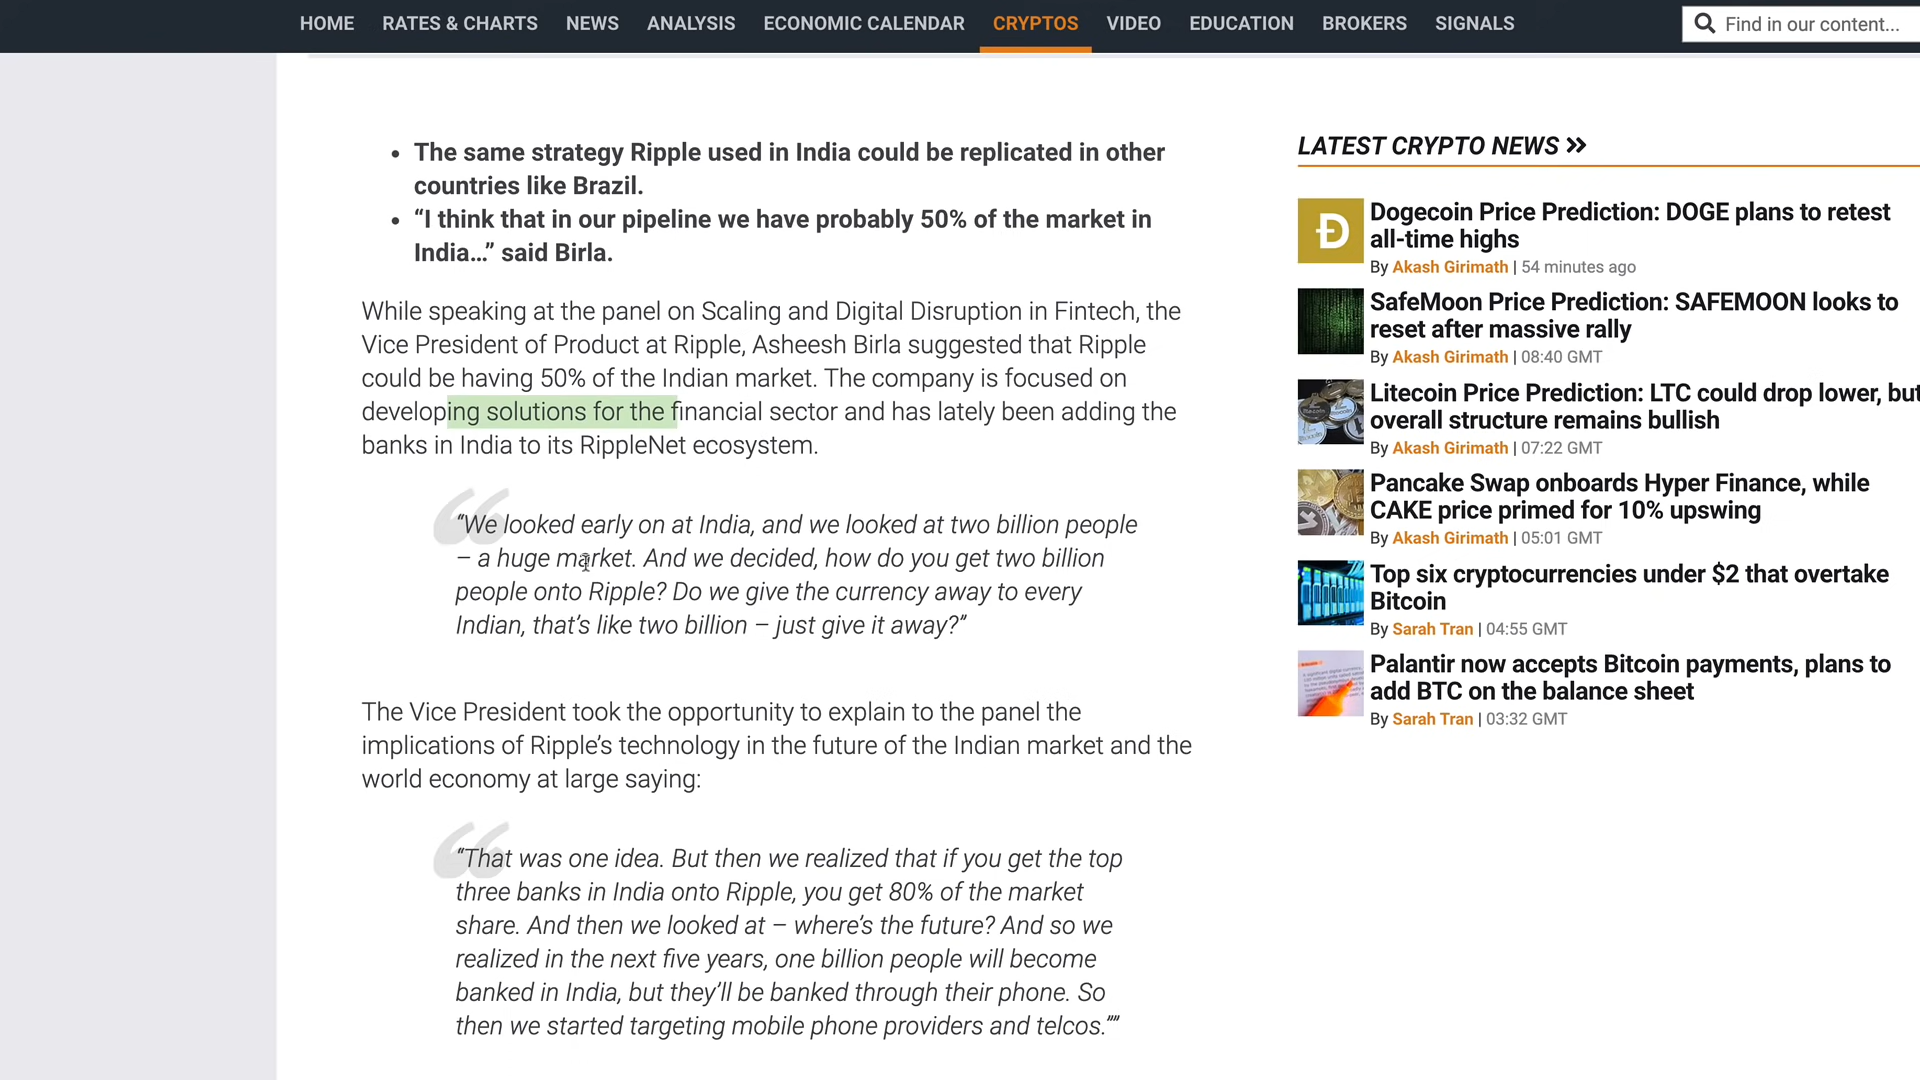 HOME RATES & CHARTS NEWS ANALYSIS ECONOMIC CALENDAR CRYPTOS VIDEO EDUCATION BROKERS SIGNALS Find in our content...
• The same strategy Ripple used in India could be replicated in other
countries like Brazil.
• “I think that in our pipeline we have probably 50% of the market in
India…” said Birla.
While speaking at the panel on Scaling and Digital Disruption in Fintech, the
Vice President of Product at Ripple, Asheesh Birla suggested that Ripple
could be having 50% of the Indian market. The company is focused on
developing solutions for the financial sector and has lately been adding the
banks in India to its RippleNet ecosystem.
“We looked early on at India, and we looked at two billion people
– a huge market. And we decided, how do you get two billion
people onto Ripple? Do we give the currency away to every
Indian, that’s like two billion – just give it away?”
The Vice President took the opportunity to explain to the panel the
implications of Ripple’s technology in the future of the Indian market and the
world economy at large saying:
“That was one idea. But then we realized that if you get the top
three banks in India onto Ripple, you get 80% of the market
share. And then we looked at – where’s the future? And so we
realized in the next five years, one billion people will become
banked in India, but they’ll be banked through their phone. So
then we started targeting mobile phone providers and telcos.””
LATEST CRYPTO NEWS »
Dogecoin Price Prediction: DOGE plans to retest
all-time highs
By Akash Girimath | 54 minutes ago
SafeMoon Price Prediction: SAFEMOON looks to
reset after massive rally
By Akash Girimath | 08:40 GMT
Litecoin Price Prediction: LTC could drop lower, but
overall structure remains bullish
By Akash Girimath | 07:22 GMT
Pancake Swap onboards Hyper Finance, while
CAKE price primed for 10% upswing
By Akash Girimath | 05:01 GMT
Top six cryptocurrencies under $2 that overtake
Bitcoin
By Sarah Tran | 04:55 GMT
Palantir now accepts Bitcoin payments, plans to
add BTC on the balance sheet
By Sarah Tran | 03:32 GMT